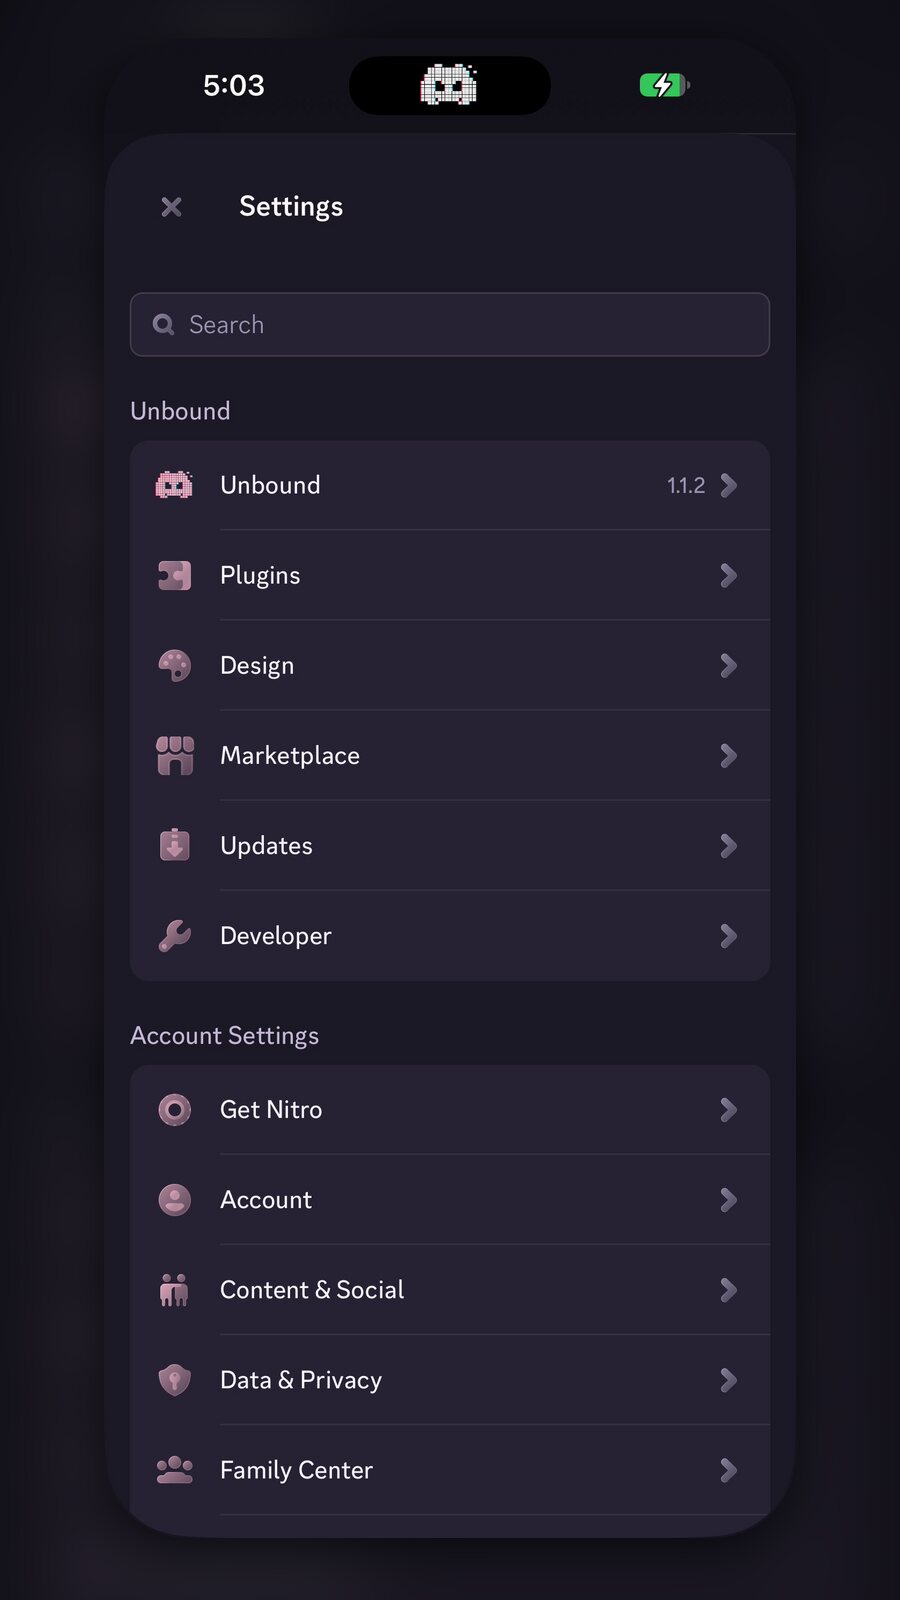 5:03
Settings
Search
Unbound
Unbound 1.1.2
Plugins
Design
Marketplace
Updates
Developer
Account Settings
Get Nitro
Account
Content & Social
Data & Privacy
Family Center